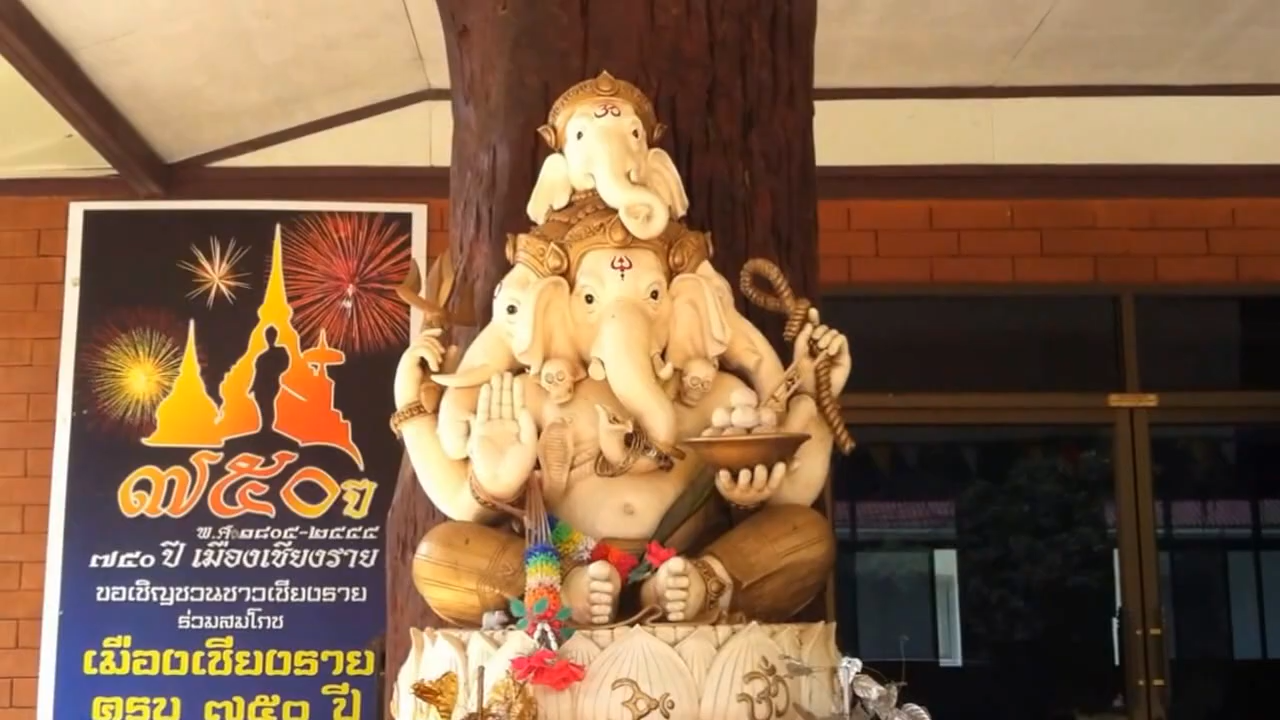 ๗๕๐ ปี
พ.ศ. ๑๘๐๕-๒๕๕๕
๗๕๐ ปี เมืองเชียงราย
ขอเชิญชวนชาวเชียงราย
ร่วมสมโภช
เมืองเชียงราย
ครบ ๗๕๐ ปี
ॐ
ॐ
ॐ